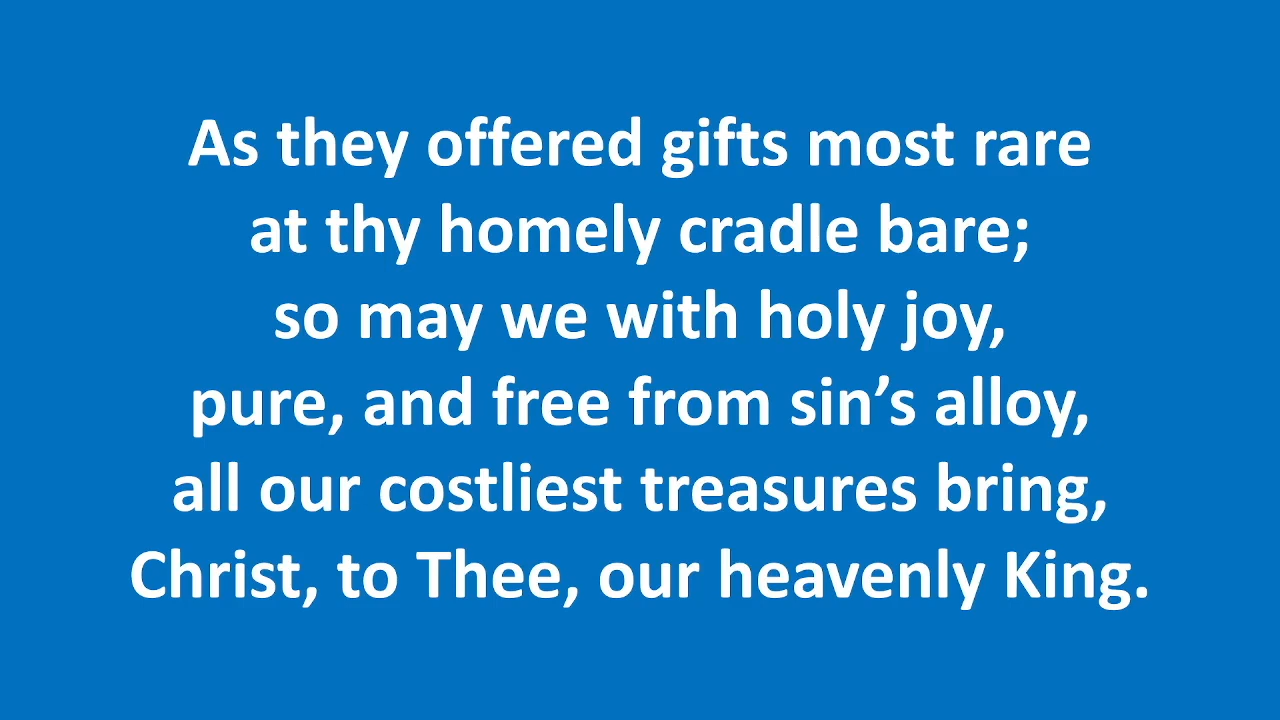 As they offered gifts most rare
at thy homely cradle bare;
so may we with holy joy,
pure, and free from sin’s alloy,
all our costliest treasures bring,
Christ, to Thee, our heavenly King.